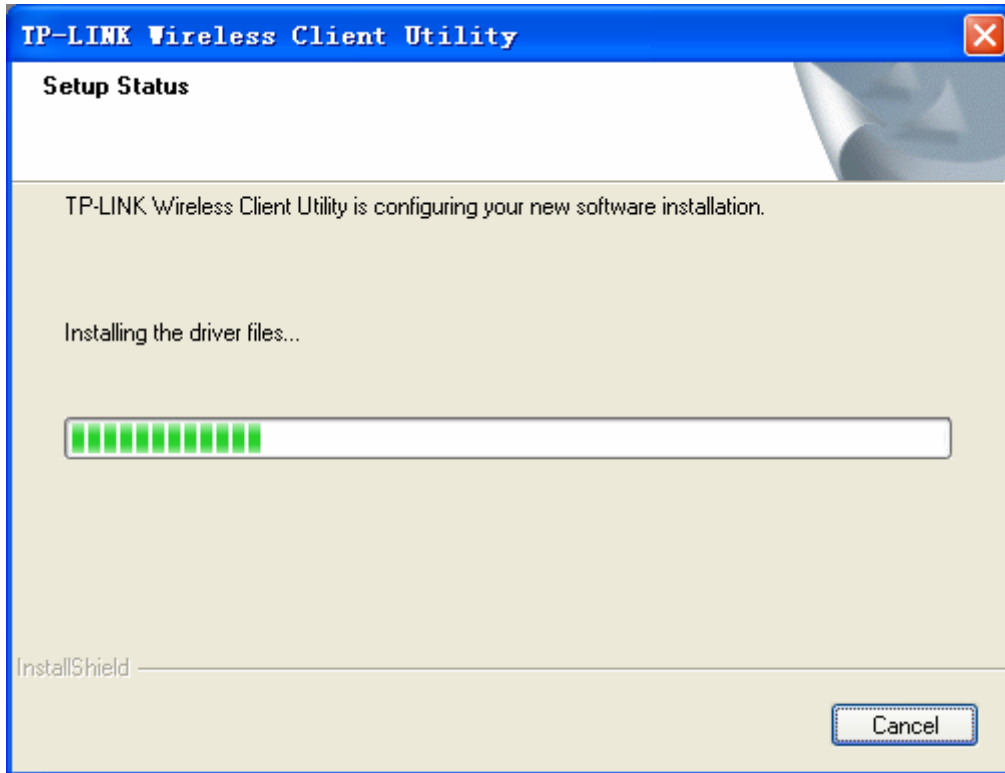 TP-LINK Wireless Client Utility
Setup Status
TP-LINK Wireless Client Utility is configuring your new software installation.
Installing the driver files...
InstallShield
Cancel